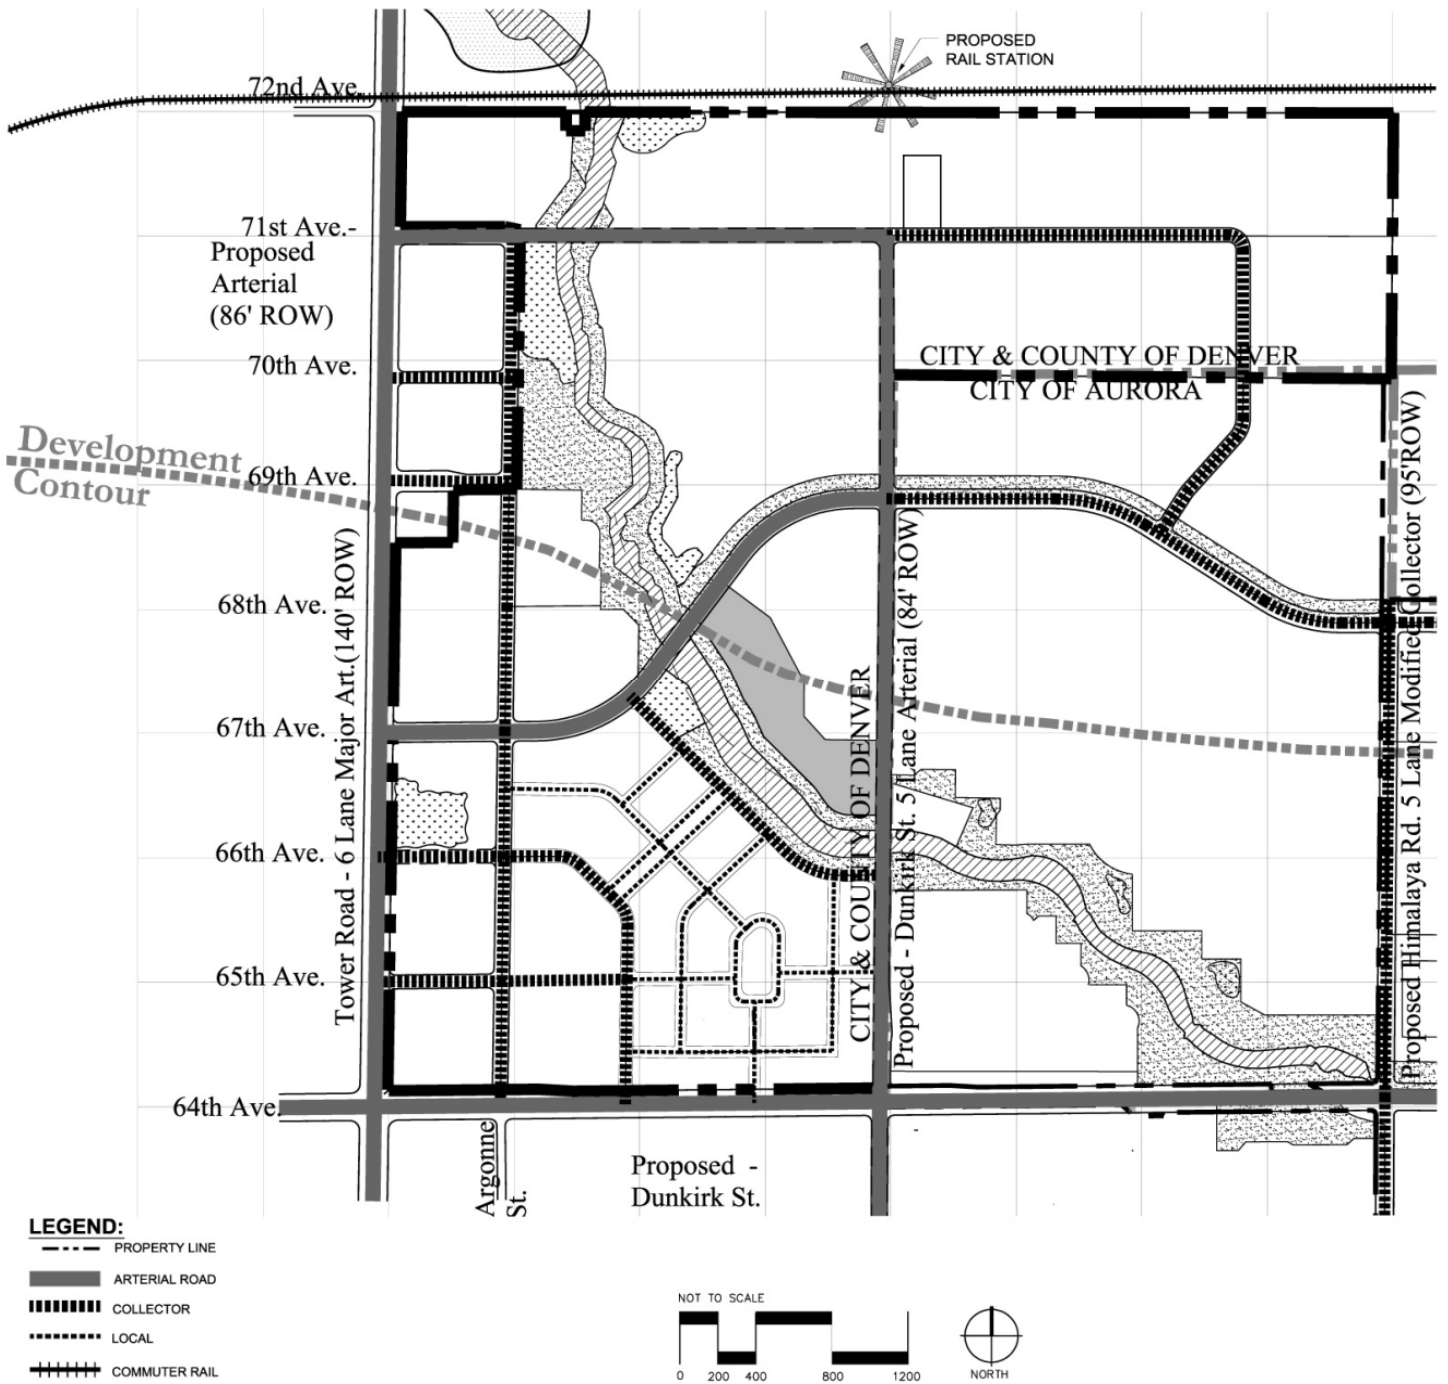 PROPOSED
RAIL STATION
72nd Ave.
71st Ave.-
Proposed
Arterial
(86' ROW)
70th Ave.
CITY & COUNTY OF DENVER
CITY OF AURORA
Development
Contour
69th Ave.
68th Ave.
67th Ave.
66th Ave.
65th Ave.
64th Ave.
Tower Road - 6 Lane Major Art.(140' ROW)
CITY & COUNTY OF DENVER
Proposed - Dunkirk St. 5 Lane Arterial (84' ROW)
Proposed Himalaya Rd. 5 Lane Modified Collector (95'ROW)
Argonne
St.
Proposed -
Dunkirk St.
LEGEND:
PROPERTY LINE
ARTERIAL ROAD
COLLECTOR
LOCAL
COMMUTER RAIL
NOT TO SCALE
0 200 400 800 1200
NORTH